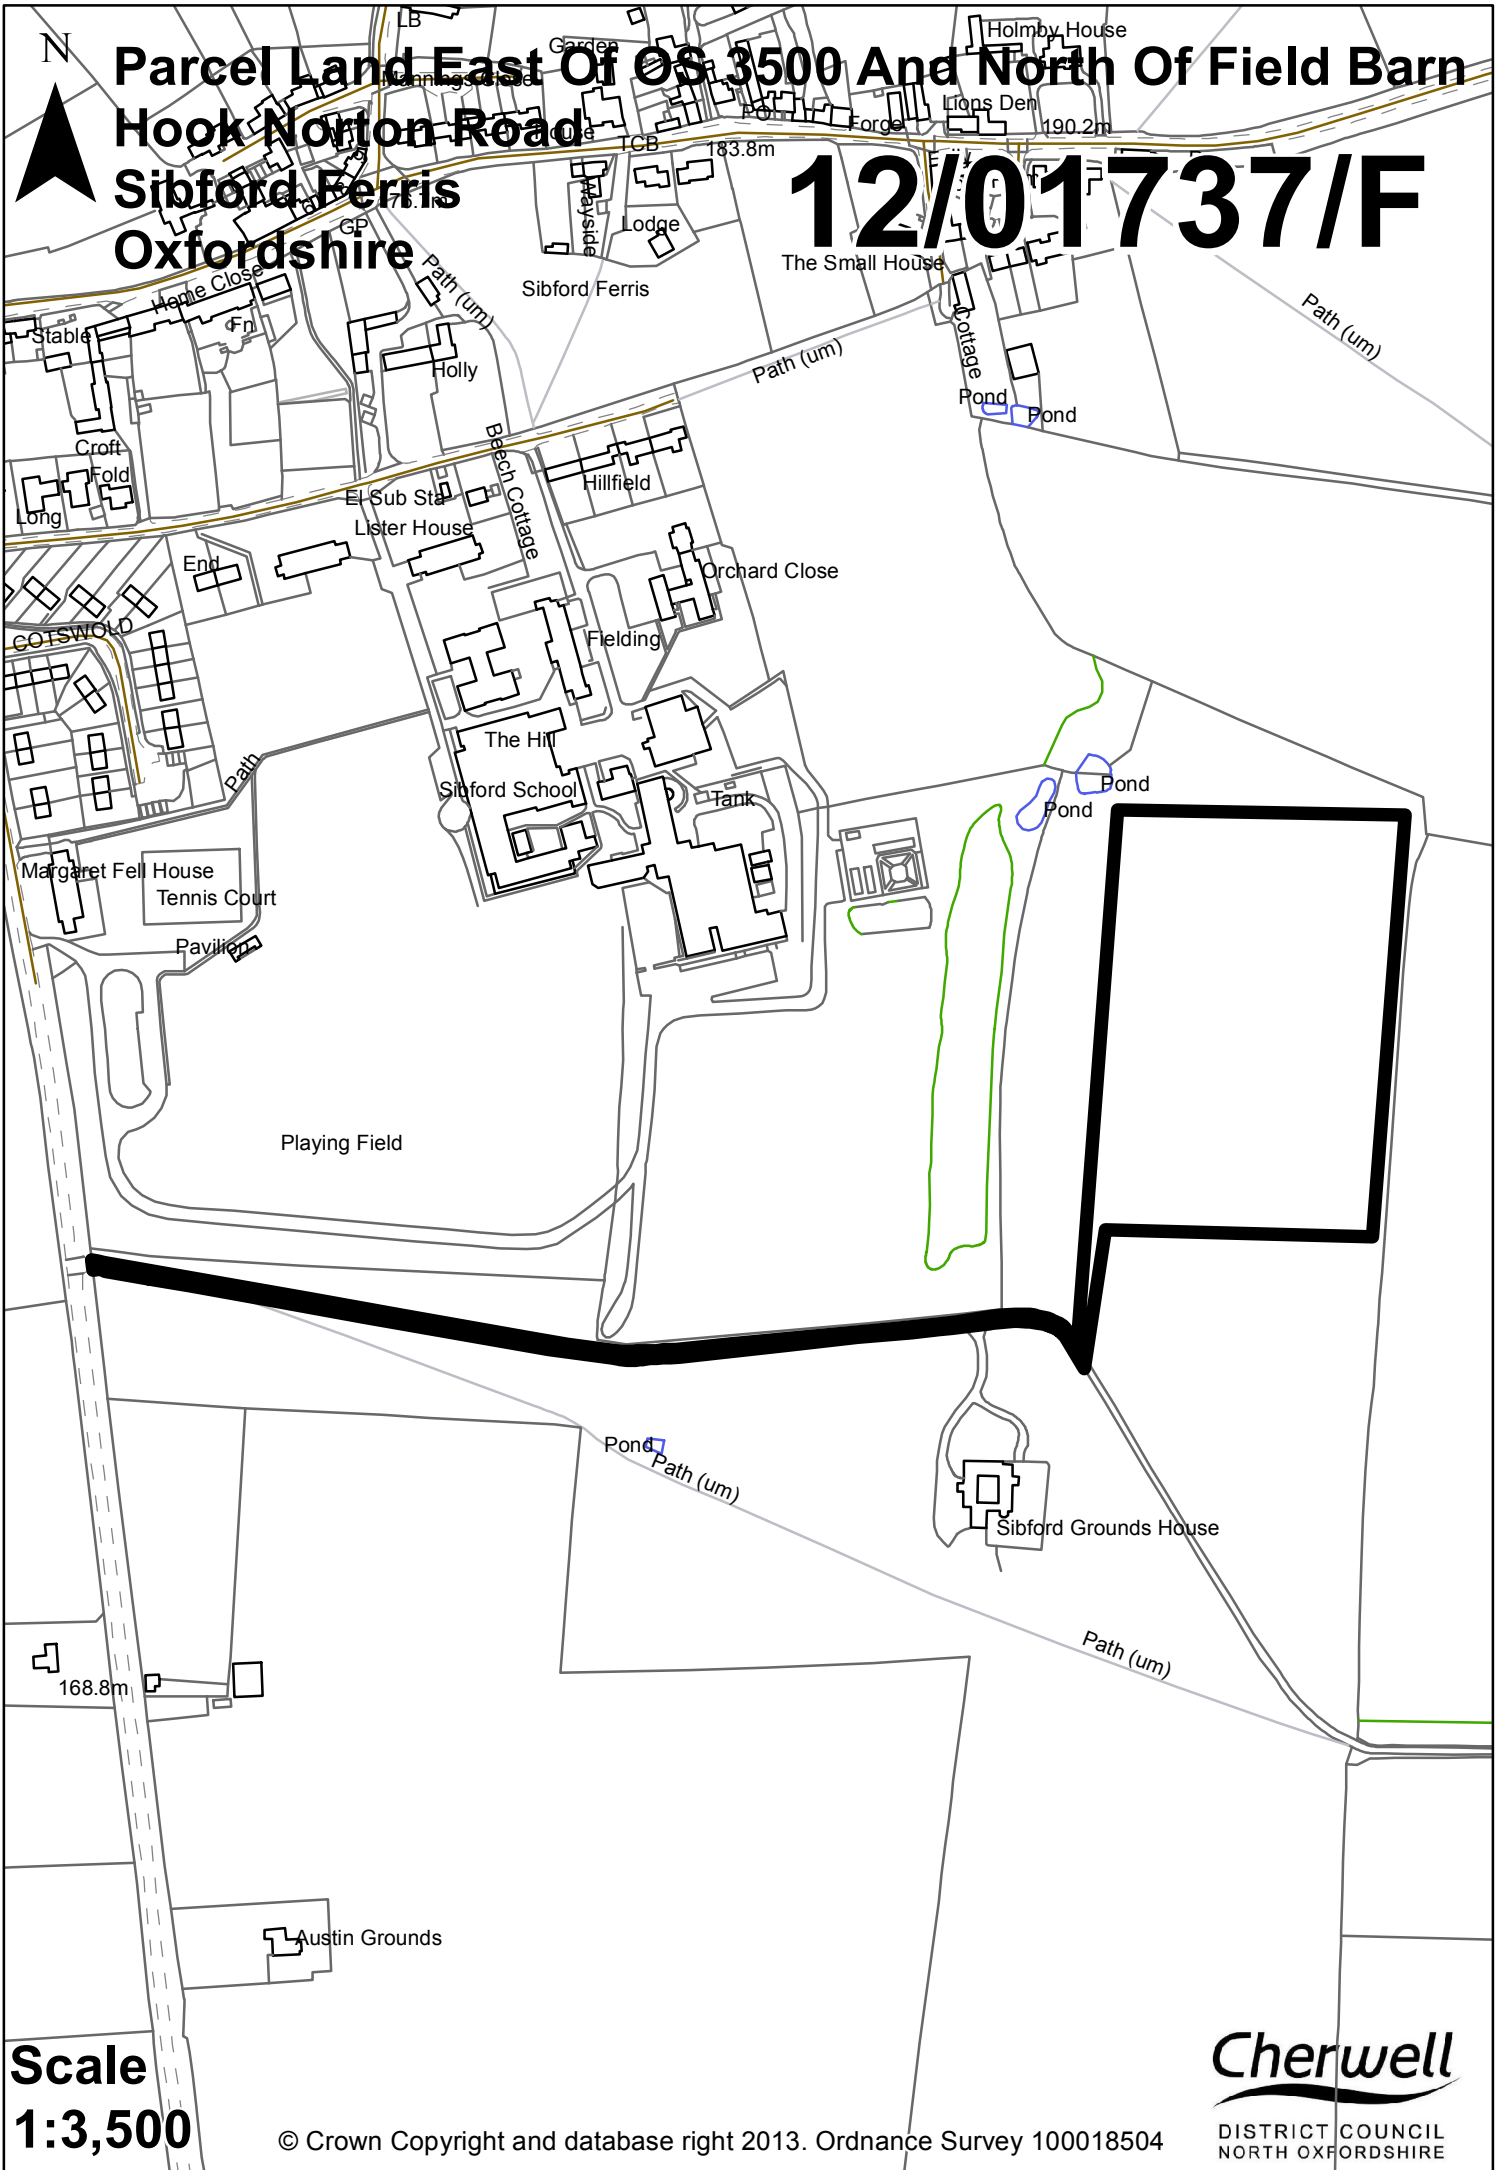 LB
N
Garden
Holmby House
Parcel Land East Of OS 3500 And North Of Field Barn
Mannings Close
Hook Norton Road
House
TCB
PO
183.8m
Forge
Lions Den
190.2m
Sibford Ferris
12/01737/F
Oxfordshire
GP
Wayside
Lodge
The Small House
Home Close
Path (um)
Sibford Ferris
Path (um)
Stable
Fn
Holly
Path (um)
Cottage
Pond
Pond
Croft
Fold
Long
Beech Cottage
Hillfield
El Sub Sta
Lister House
End
Orchard Close
COTSWOLD
Fielding
The Hill
Path
Sibford School
Tank
Pond
Pond
Margaret Fell House
Tennis Court
Pavilion
Playing Field
Pond
Path (um)
Sibford Grounds House
Path (um)
168.8m
Austin Grounds
Scale
1:3,500
© Crown Copyright and database right 2013. Ordnance Survey 100018504
Cherwell
DISTRICT COUNCIL
NORTH OXFORDSHIRE